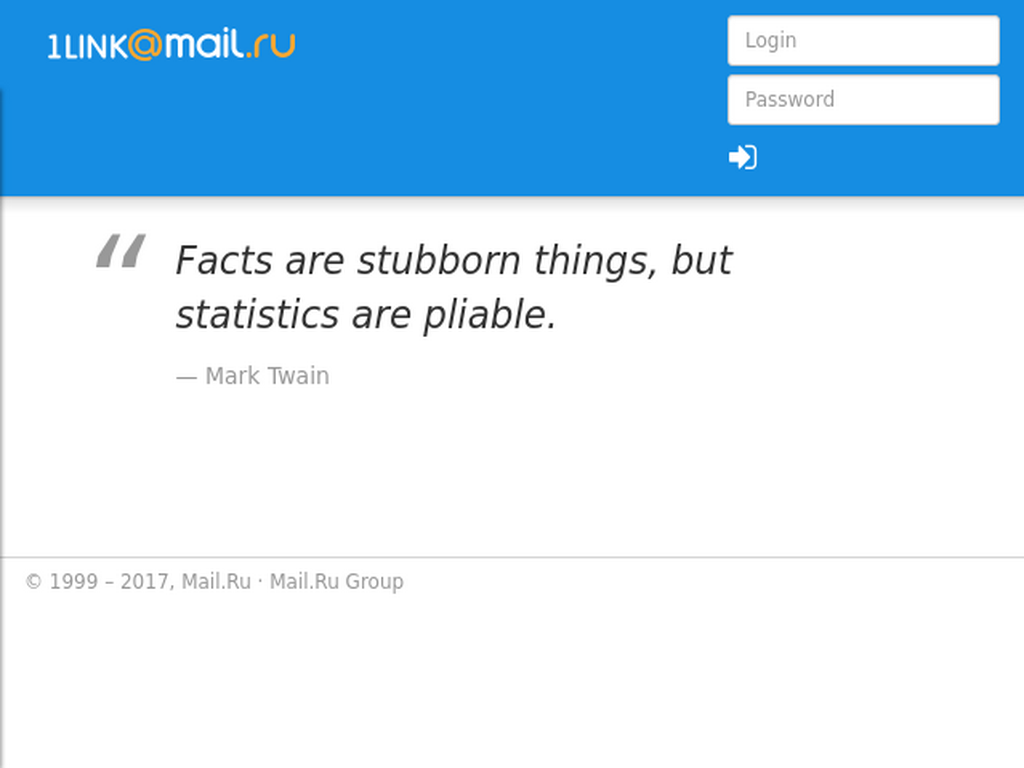 1LINK@mail.ru
Login
Password
“ Facts are stubborn things, but
statistics are pliable.
— Mark Twain
© 1999 – 2017, Mail.Ru · Mail.Ru Group